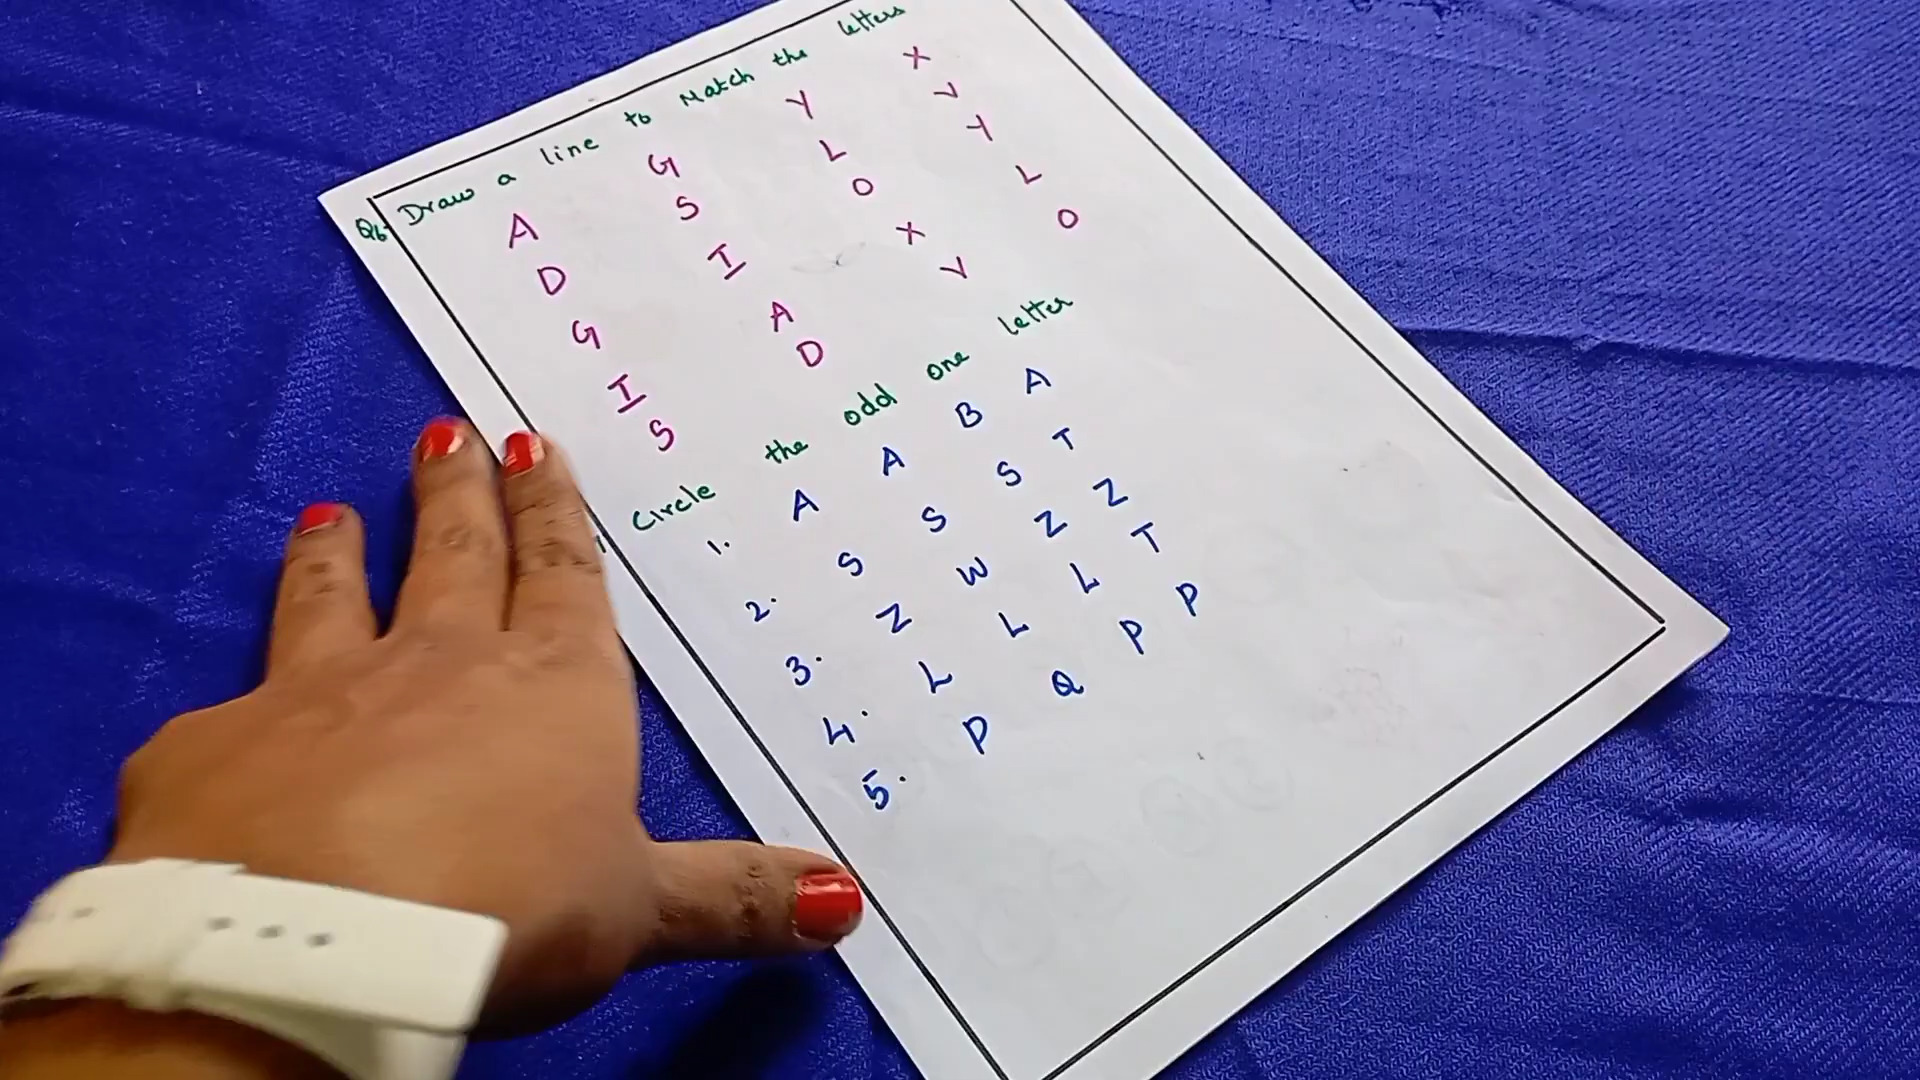 Q6 Draw a line to Match the letters
A G Y X
D S L V
G I O Y
I A X L
S D V O
Circle the odd one letter
1. A A B A
2. S S S T
3. Z W Z Z
4. L L L T
5. P Q P P